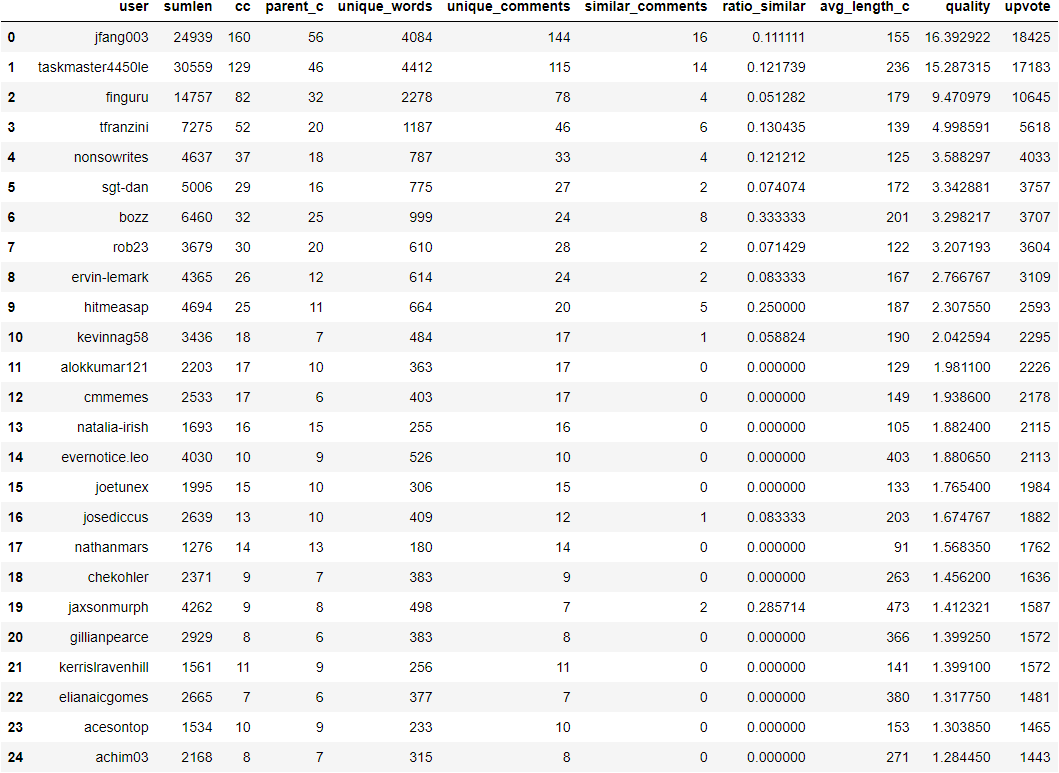 user sumlen cc parent_c unique_words unique_comments similar_comments ratio_similar avg_length_c quality upvote
0 jfang003 24939 160 56 4084 144 16 0.111111 155 16.392922 18425
1 taskmaster4450le 30559 129 46 4412 115 14 0.121739 236 15.287315 17183
2 finguru 14757 82 32 2278 78 4 0.051282 179 9.470979 10645
3 tfranzini 7275 52 20 1187 46 6 0.130435 139 4.998591 5618
4 nonsowrites 4637 37 18 787 33 4 0.121212 125 3.588297 4033
5 sgt-dan 5006 29 16 775 27 2 0.074074 172 3.342881 3757
6 bozz 6460 32 25 999 24 8 0.333333 201 3.298217 3707
7 rob23 3679 30 20 610 28 2 0.071429 122 3.207193 3604
8 ervin-lemark 4365 26 12 614 24 2 0.083333 167 2.766767 3109
9 hitmeasap 4694 25 11 664 20 5 0.250000 187 2.307550 2593
10 kevinnag58 3436 18 7 484 17 1 0.058824 190 2.042594 2295
11 alokkumar121 2203 17 10 363 17 0 0.000000 129 1.981100 2226
12 cmmemes 2533 17 6 403 17 0 0.000000 149 1.938600 2178
13 natalia-irish 1693 16 15 255 16 0 0.000000 105 1.882400 2115
14 evernotice.leo 4030 10 9 526 10 0 0.000000 403 1.880650 2113
15 joetunex 1995 15 10 306 15 0 0.000000 133 1.765400 1984
16 josediccus 2639 13 10 409 12 1 0.083333 203 1.674767 1882
17 nathanmars 1276 14 13 180 14 0 0.000000 91 1.568350 1762
18 chekohler 2371 9 7 383 9 0 0.000000 263 1.456200 1636
19 jaxsonmurph 4262 9 8 498 7 2 0.285714 473 1.412321 1587
20 gillianpearce 2929 8 6 383 8 0 0.000000 366 1.399250 1572
21 kerrislravenhill 1561 11 9 256 11 0 0.000000 141 1.399100 1572
22 elianaicgomes 2665 7 6 377 7 0 0.000000 380 1.317750 1481
23 acesontop 1534 10 9 233 10 0 0.000000 153 1.303850 1465
24 achim03 2168 8 7 315 8 0 0.000000 271 1.284450 1443